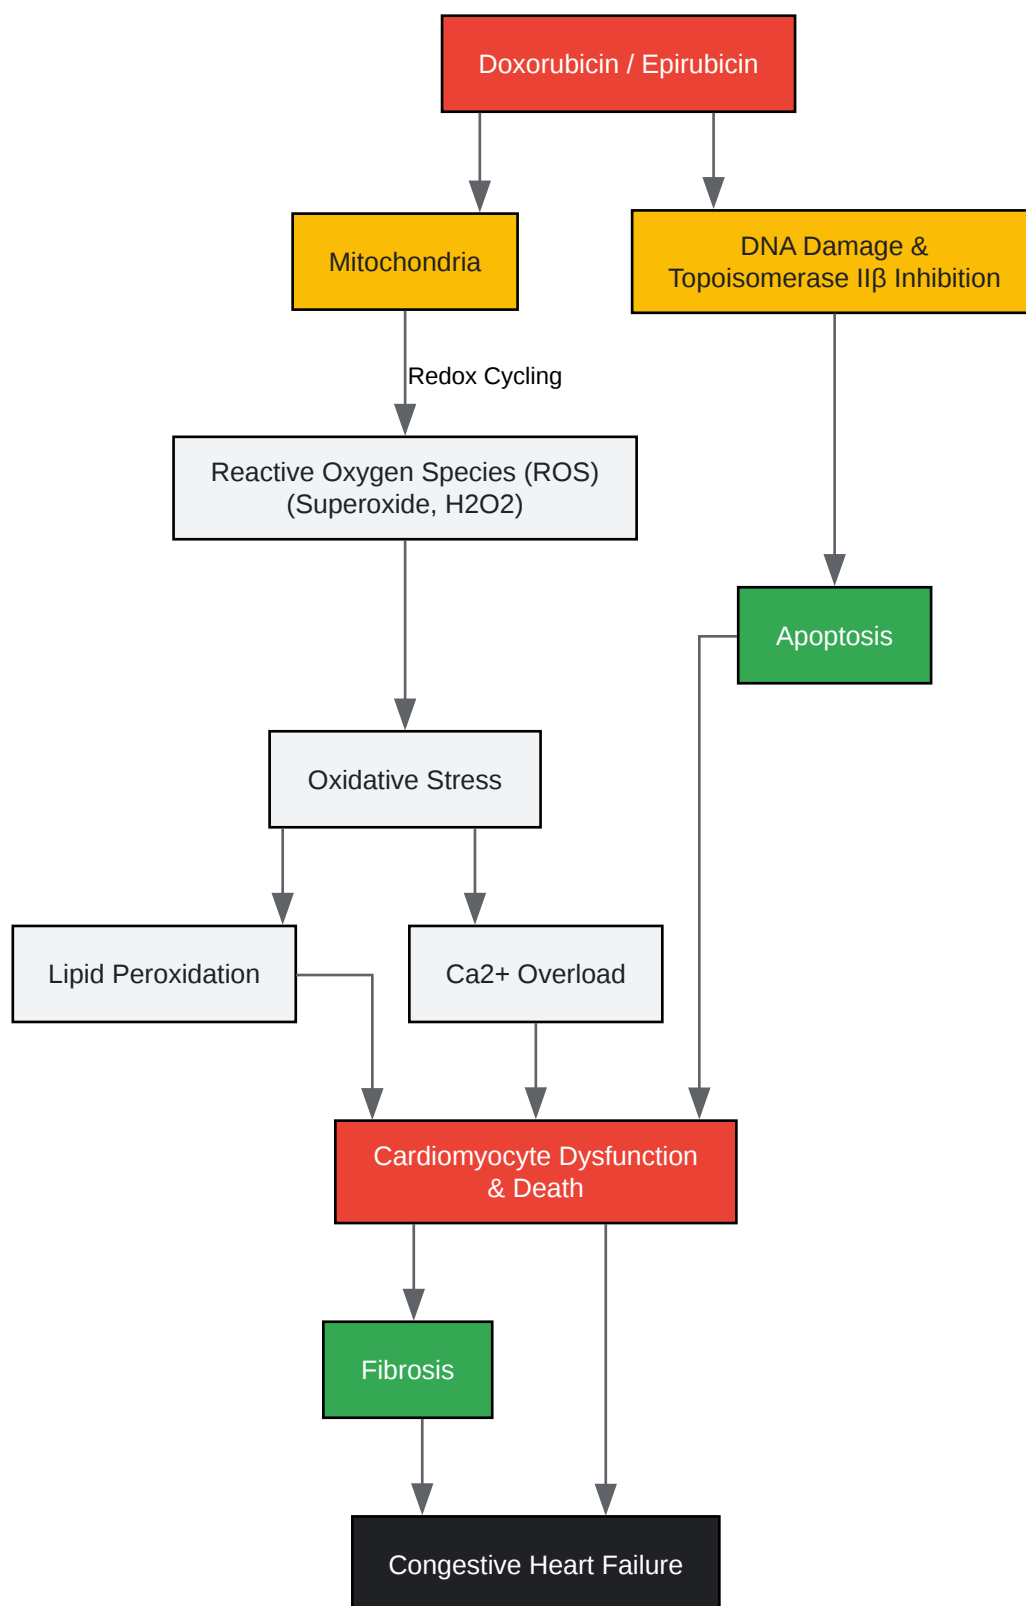 Doxorubicin / Epirubicin
Mitochondria
DNA Damage &
Topoisomerase IIβ Inhibition
Redox Cycling
Reactive Oxygen Species (ROS)
(Superoxide, H2O2)
Apoptosis
Oxidative Stress
Lipid Peroxidation
Ca2+ Overload
Cardiomyocyte Dysfunction
& Death
Fibrosis
Congestive Heart Failure